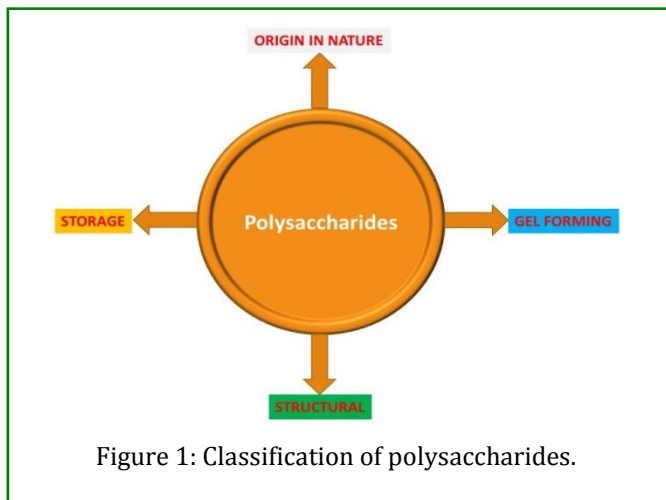 ORIGIN IN NATURE
STORAGE
Polysaccharides
GEL FORMING
STRUCTURAL
Figure 1: Classification of polysaccharides.